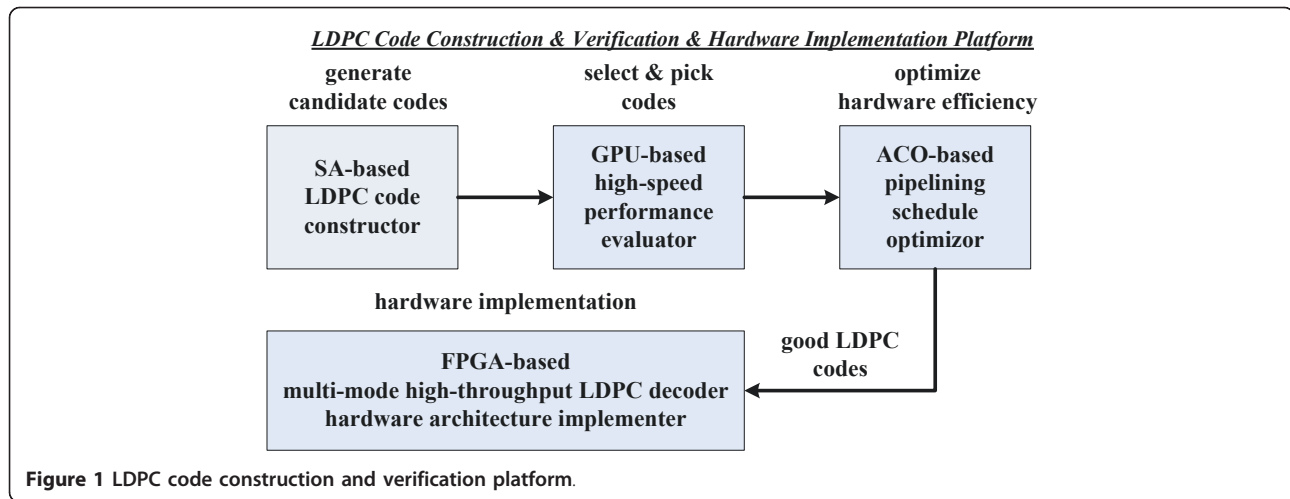 LDPC Code Construction & Verification & Hardware Implementation Platform
generate
candidate codes
select & pick
codes
optimize
hardware efficiency
SA-based
LDPC code
constructor
GPU-based
high-speed
performance
evaluator
ACO-based
pipelining
schedule
optimizor
hardware implementation
good LDPC
codes
FPGA-based
multi-mode high-throughput LDPC decoder
hardware architecture implementer
Figure 1 LDPC code construction and verification platform.